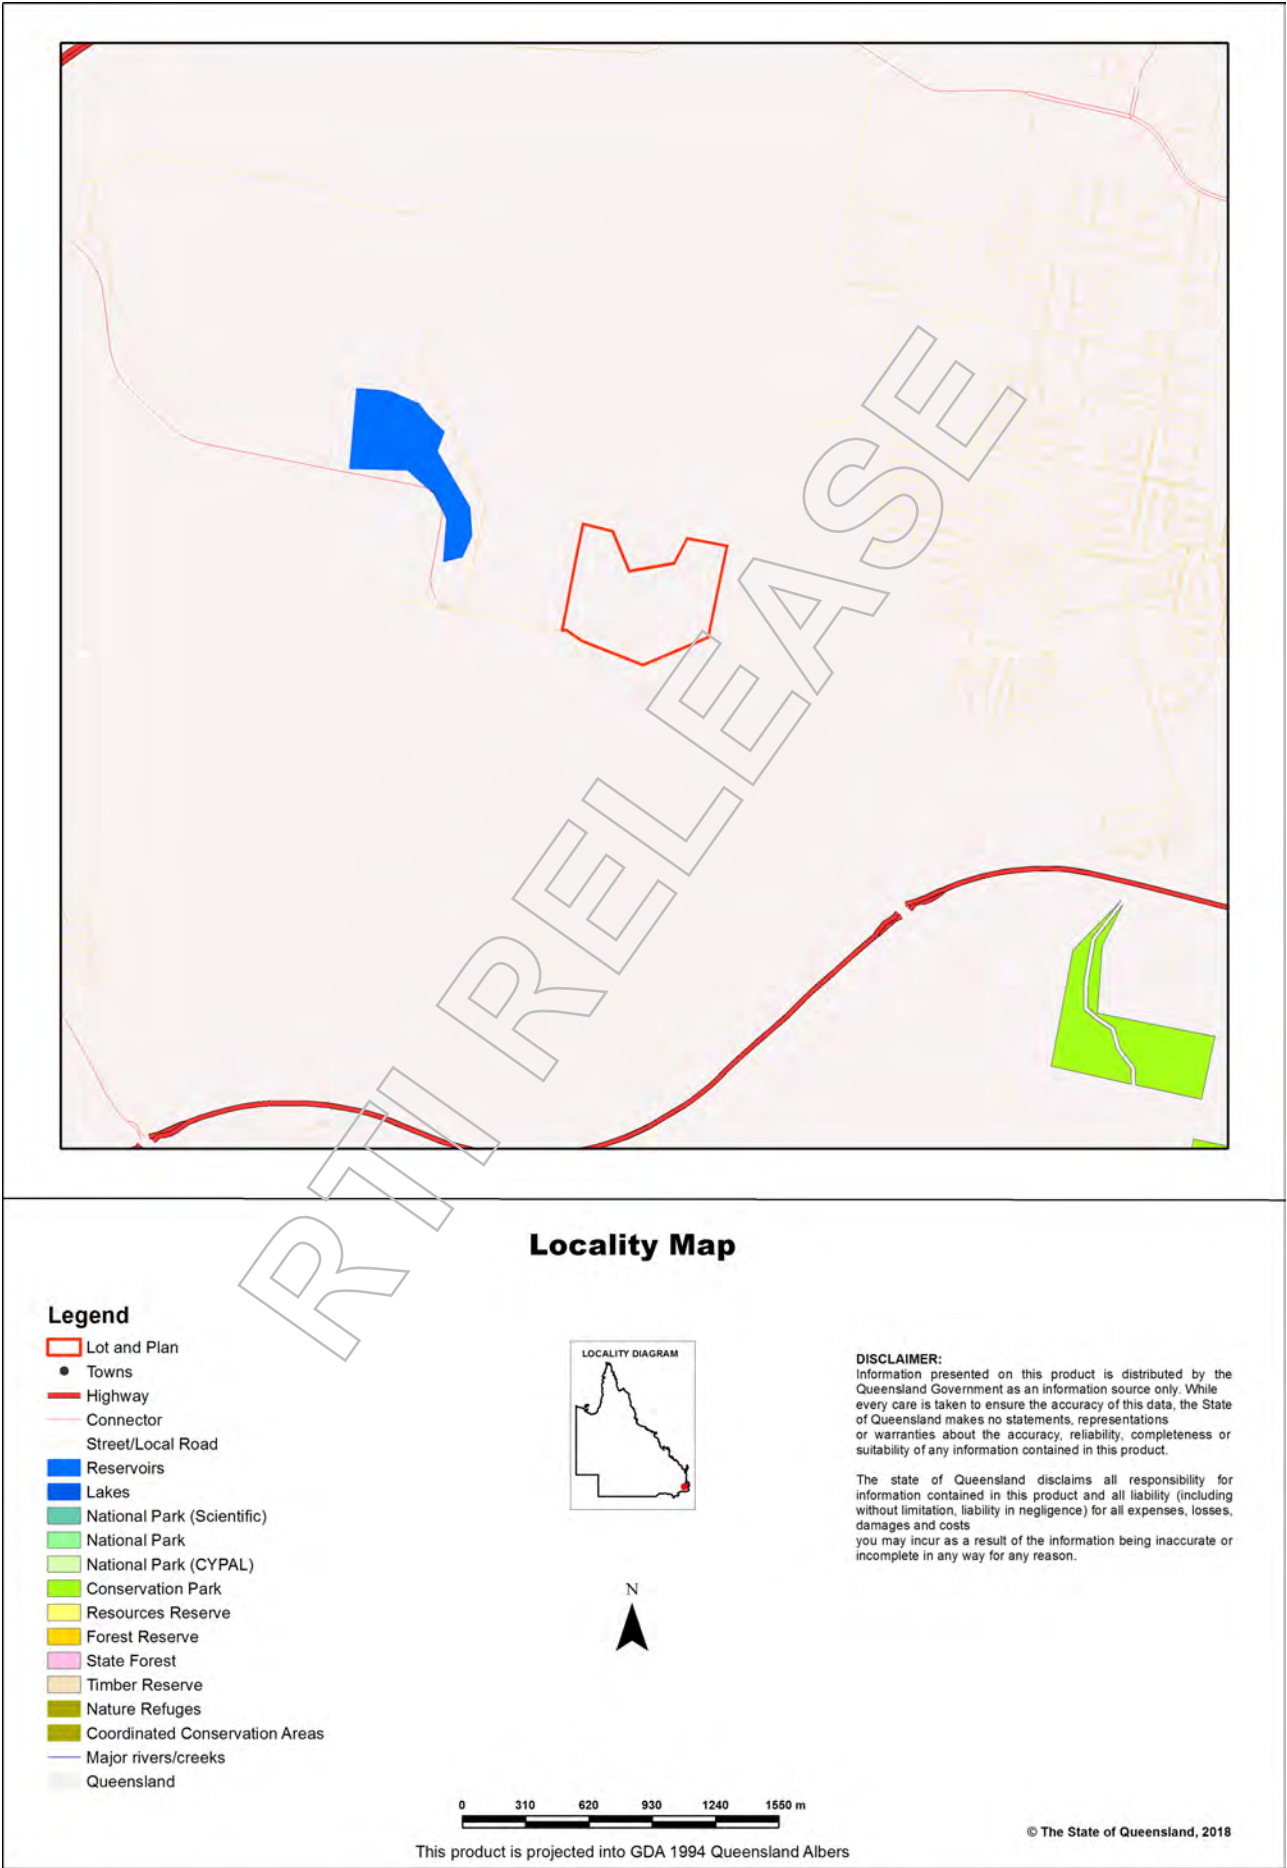 RTI RELEASE
Locality Map
Legend
Lot and Plan
Towns
Highway
Connector
Street/Local Road
Reservoirs
Lakes
National Park (Scientific)
National Park
National Park (CYPAL)
Conservation Park
Resources Reserve
Forest Reserve
State Forest
Timber Reserve
Nature Refuges
Coordinated Conservation Areas
Major rivers/creeks
Queensland
LOCALITY DIAGRAM
N
DISCLAIMER:
Information presented on this product is distributed by the
Queensland Government as an information source only. While
every care is taken to ensure the accuracy of this data, the State
of Queensland makes no statements, representations
or warranties about the accuracy, reliability, completeness or
suitability of any information contained in this product.
The state of Queensland disclaims all responsibility for
information contained in this product and all liability (including
without limitation, liability in negligence) for all expenses, losses,
damages and costs
you may incur as a result of the information being inaccurate or
incomplete in any way for any reason.
0 310 620 930 1240 1550 m
This product is projected into GDA 1994 Queensland Albers
© The State of Queensland, 2018